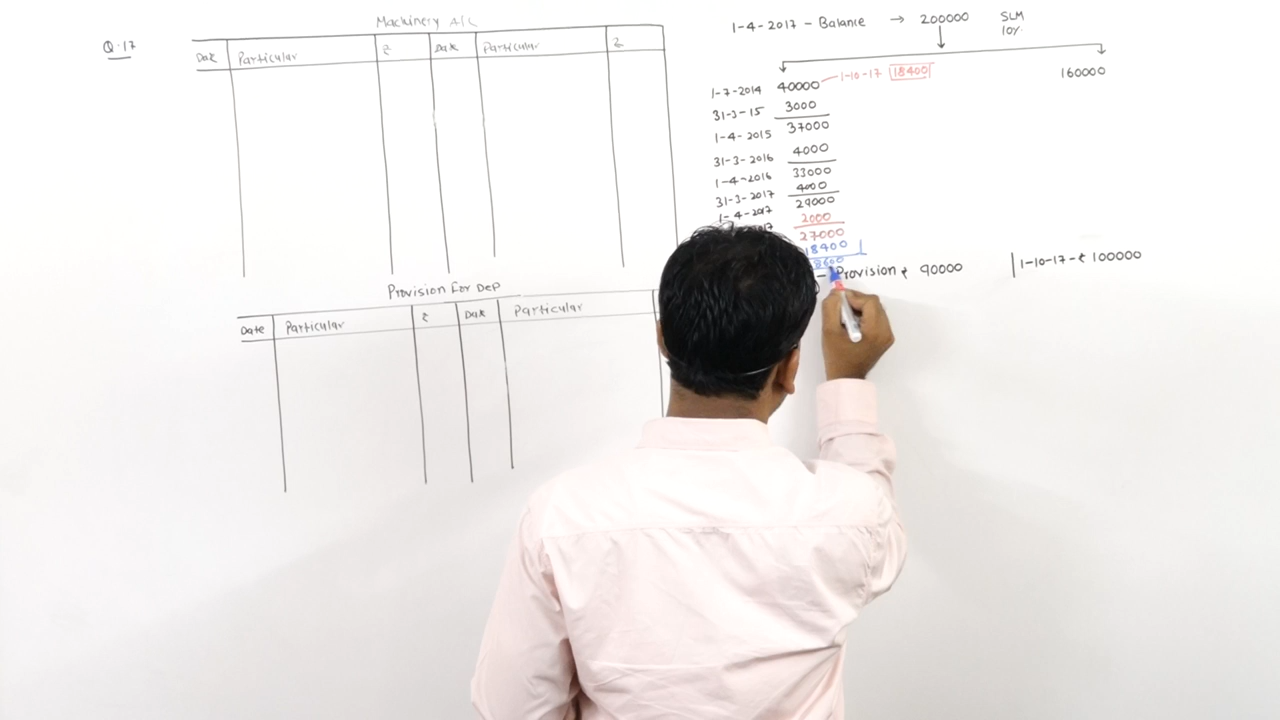 Q.17
Machinery A/c
Date Particular ₹ Date Particular ₹
Provision for Dep
Date Particular ₹ Date Particular
1-4-2017 - Balance → 200000 SLM
10%
1-7-2014 40000 1-10-17 18400 160000
31-3-15 3000
1-4-2015 37000
31-3-2016 4000
1-4-2016 33000
31-3-2017 4000
1-4-2017 29000
2000
27000
18400
8600
- Provision ₹ 90000 1-10-17 - ₹ 100000